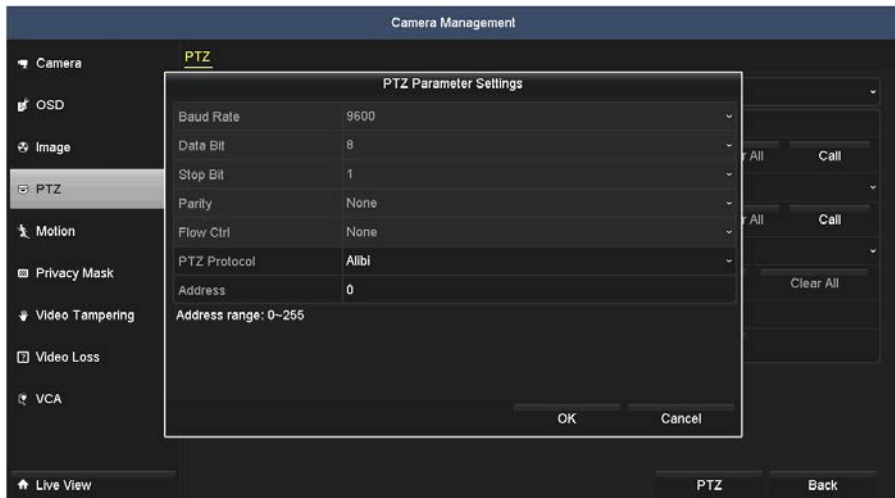 Camera Management
Camera
PTZ
OSD
Image
PTZ
Motion
Privacy Mask
Video Tampering
Video Loss
VCA
Live View
PTZ Parameter Settings
Baud Rate 9600
Data Bit 8
Stop Bit 1
Parity None
Flow Ctrl None
PTZ Protocol Alibi
Address 0
Address range: 0~255
OK Cancel
All Call
All Call
Clear All
PTZ Back